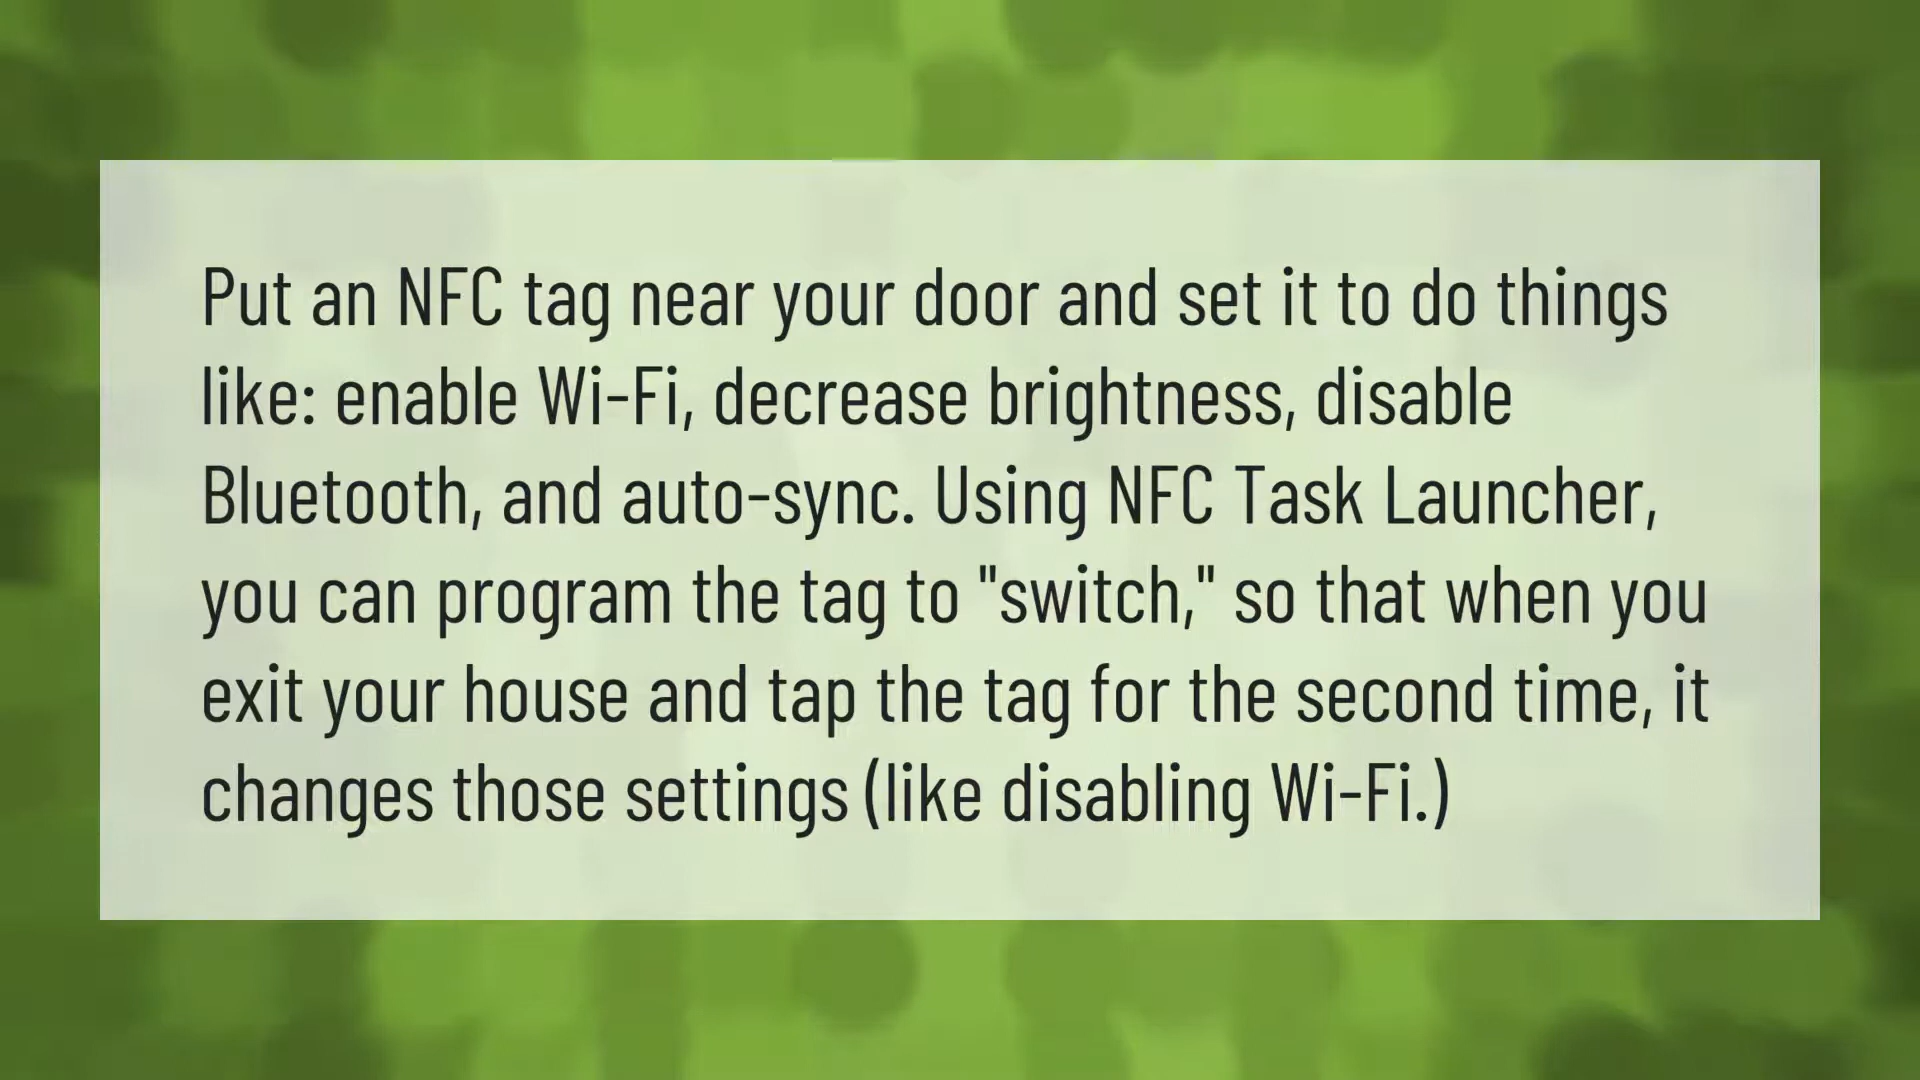 Put an NFC tag near your door and set it to do things
like: enable Wi-Fi, decrease brightness, disable
Bluetooth, and auto-sync. Using NFC Task Launcher,
you can program the tag to "switch," so that when you
exit your house and tap the tag for the second time, it
changes those settings (like disabling Wi-Fi.)